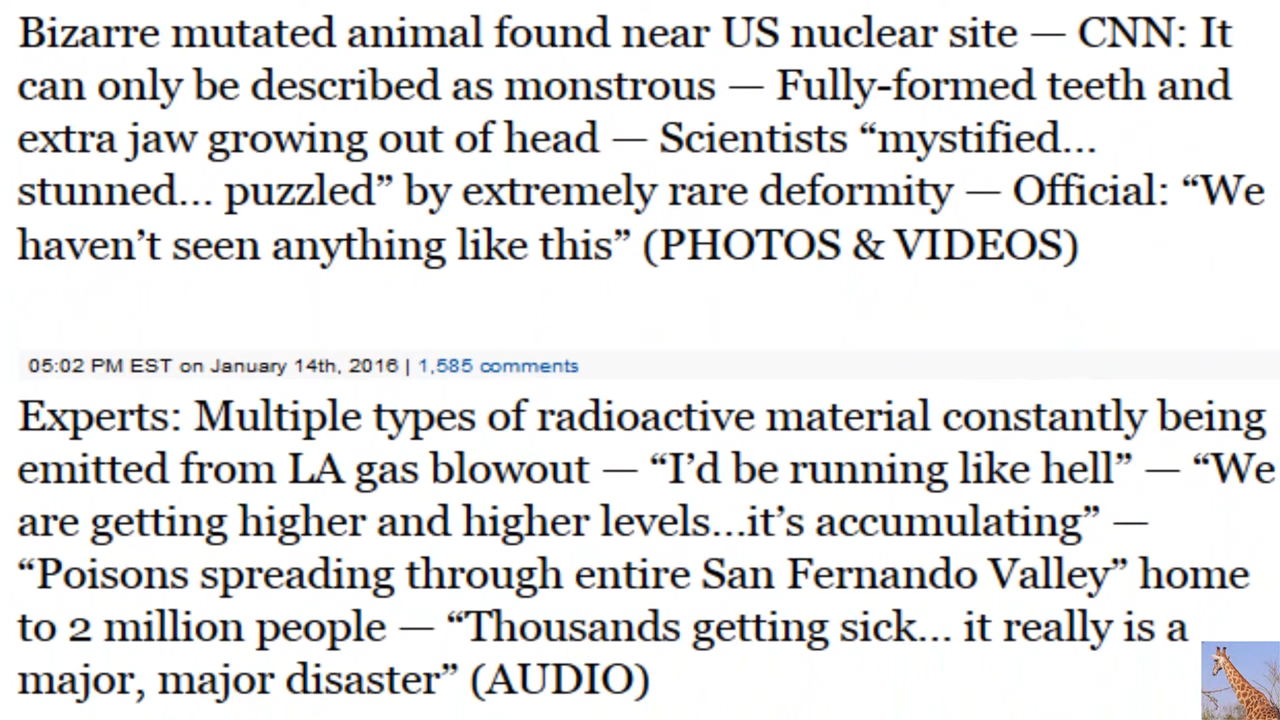 Bizarre mutated animal found near US nuclear site — CNN: It
can only be described as monstrous — Fully-formed teeth and
extra jaw growing out of head — Scientists “mystified...
stunned... puzzled” by extremely rare deformity — Official: “We
haven’t seen anything like this” (PHOTOS & VIDEOS)
05:02 PM EST on January 14th, 2016 | 1,585 comments
Experts: Multiple types of radioactive material constantly being
emitted from LA gas blowout — “I’d be running like hell” — “We
are getting higher and higher levels...it’s accumulating” —
“Poisons spreading through entire San Fernando Valley” home
to 2 million people — “Thousands getting sick... it really is a
major, major disaster” (AUDIO)